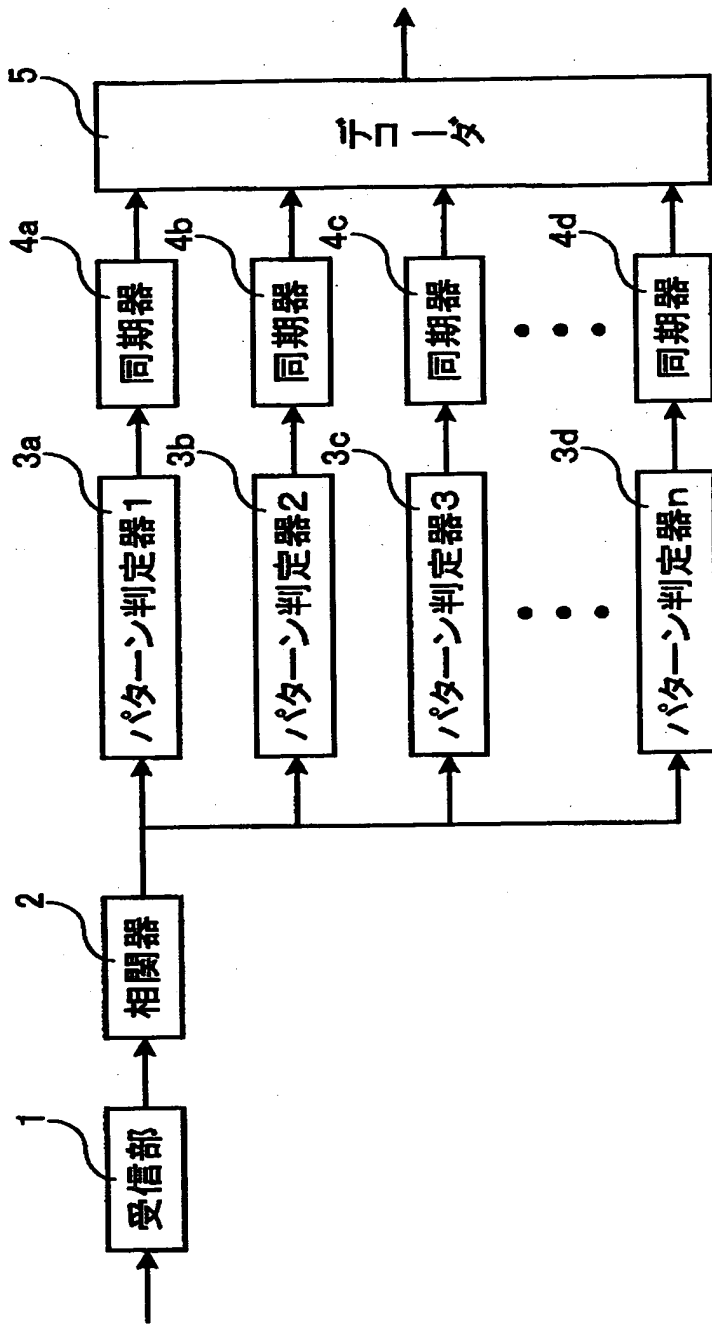 1
受信部
2
相関器
3a
パターン判定器1
4a
同期器
3b
パターン判定器2
4b
同期器
3c
パターン判定器3
4c
同期器
3d
パターン判定器n
4d
同期器
5
デコーダ